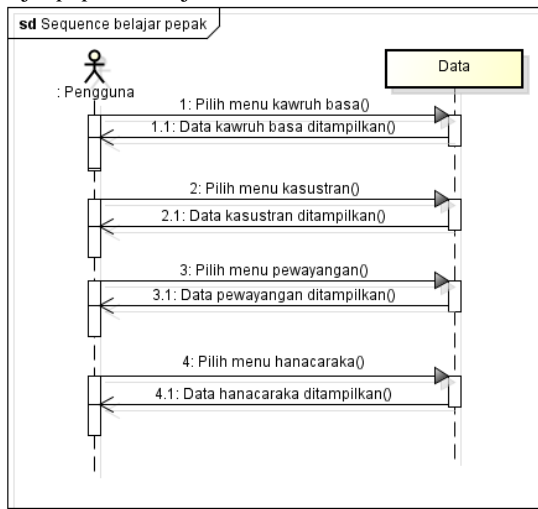 sd Sequence belajar pepak
Data
: Pengguna
1: Pilih menu kawruh basa()
1.1: Data kawruh basa ditampilkan()
2: Pilih menu kasustran()
2.1: Data kasustran ditampilkan()
3: Pilih menu pewayangan()
3.1: Data pewayangan ditampilkan()
4: Pilih menu hanacaraka()
4.1: Data hanacaraka ditampilkan()